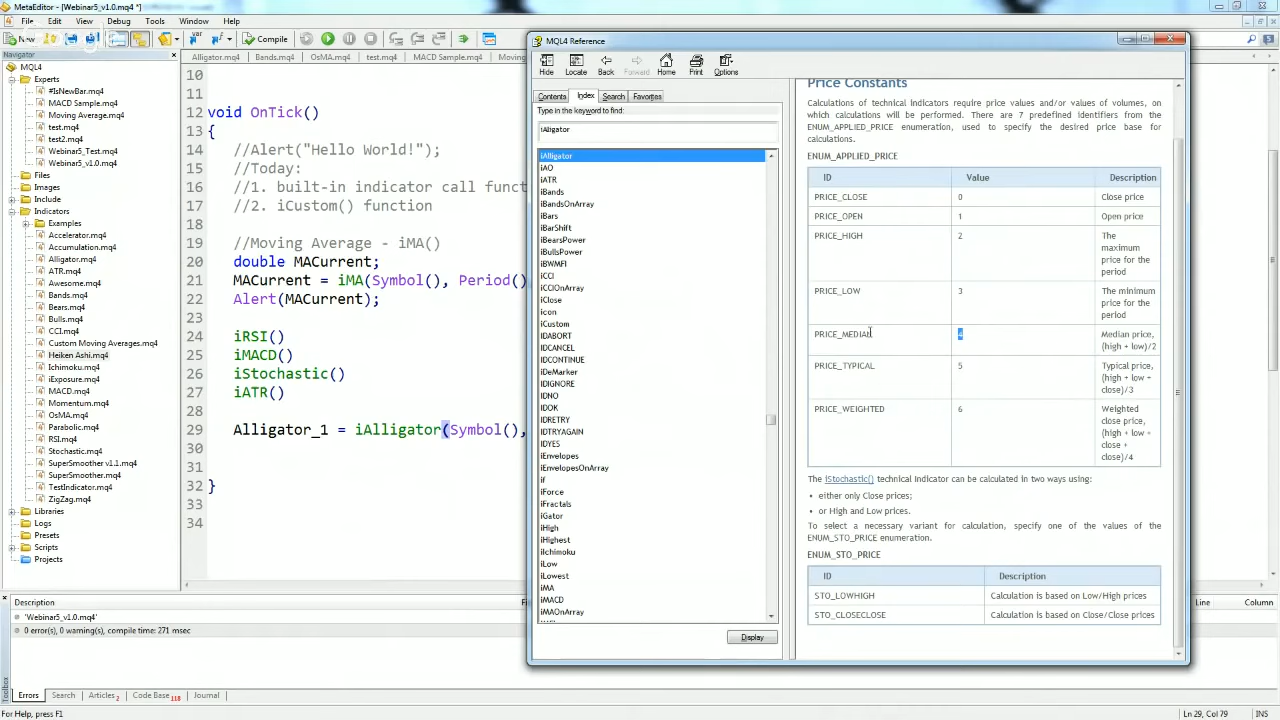 MetaEditor - [Webinar5_v1.0.mq4 *]
File Edit View Debug Tools Window Help
New Compile
Navigator
Alligator.mq4 Bands.mq4 OsMA.mq4 test.mq4 MACD Sample.mq4 Moving
MQL4
Experts
#IsNewBar.mq4
MACD Sample.mq4
Moving Average.mq4
test.mq4
test2.mq4
Webinar5_Test.mq4
Webinar5_v1.0.mq4
Files
Images
Include
Indicators
Examples
Accelerator.mq4
Accumulation.mq4
Alligator.mq4
ATR.mq4
Awesome.mq4
Bands.mq4
Bears.mq4
Bulls.mq4
CCI.mq4
Custom Moving Averages.mq4
Heiken Ashi.mq4
Ichimoku.mq4
iExposure.mq4
MACD.mq4
Momentum.mq4
OsMA.mq4
Parabolic.mq4
RSI.mq4
Stochastic.mq4
SuperSmoother v1.1.mq4
SuperSmoother.mq4
TestIndicator.mq4
ZigZag.mq4
Libraries
Logs
Presets
Scripts
Projects
10
11
12 void OnTick()
13 {
14 //Alert("Hello World!");
15 //Today:
16 //1. built-in indicator call funct
17 //2. iCustom() function
18
19 //Moving Average - iMA()
20 double MACurrent;
21 MACurrent = iMA(Symbol(), Period()
22 Alert(MACurrent);
23
24 iRSI()
25 iMACD()
26 iStochastic()
27 iATR()
28
29 Alligator_1 = iAlligator(Symbol(),
30
31
32 }
33
34
MQL4 Reference
Hide Locate Back Forward Home Print Options
Contents Index Search Favorites
Type in the keyword to find:
iAlligator
iAlligator
iAO
iATR
iBands
iBandsOnArray
iBars
iBarShift
iBearsPower
iBullsPower
iBWMFI
iCCI
iCCIOnArray
iClose
icon
iCustom
IDABORT
IDCANCEL
IDCONTINUE
iDeMarker
IDIGNORE
IDNO
IDOK
IDRETRY
IDTRYAGAIN
IDYES
iEnvelopes
iEnvelopesOnArray
if
iForce
iFractals
iGator
iHigh
iHighest
iIchimoku
iLow
iLowest
iMA
iMACD
iMAOnArray
Display
Price Constants
Calculations of technical indicators require price values and/or values of volumes, on
which calculations will be performed. There are 7 predefined identifiers from the
ENUM_APPLIED_PRICE enumeration, used to specify the desired price base for
calculations.
ENUM_APPLIED_PRICE
ID Value Description
PRICE_CLOSE 0 Close price
PRICE_OPEN 1 Open price
PRICE_HIGH 2 The
maximum
price for the
period
PRICE_LOW 3 The minimum
price for the
period
PRICE_MEDIAN 4 Median price,
(high + low)/2
PRICE_TYPICAL 5 Typical price,
(high + low +
close)/3
PRICE_WEIGHTED 6 Weighted
close price,
(high + low +
close +
close)/4
The iStochastic() technical indicator can be calculated in two ways using:
• either only Close prices;
• or High and Low prices.
To select a necessary variant for calculation, specify one of the values of the
ENUM_STO_PRICE enumeration.
ENUM_STO_PRICE
ID Description
STO_LOWHIGH Calculation is based on Low/High prices
STO_CLOSECLOSE Calculation is based on Close/Close prices
Description Line Column
'Webinar5_v1.0.mq4'
0 error(s), 0 warning(s), compile time: 271 msec
Toolbox
Errors Search Articles 2 Code Base 118 Journal
For Help, press F1 Ln 29, Col 79 INS